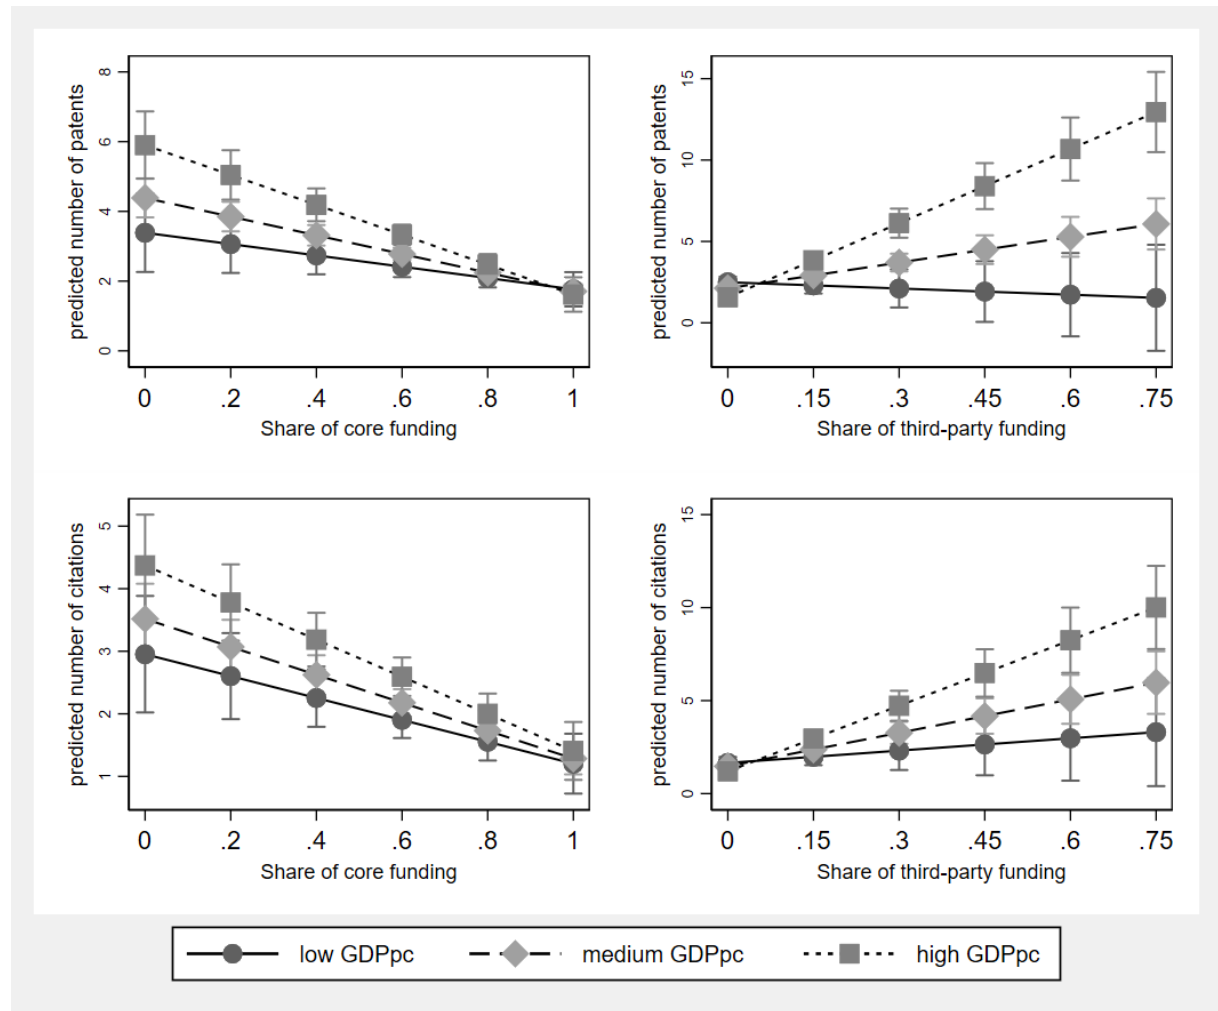 predicted number of patents
8
6
4
2
0
0 .2 .4 .6 .8 1
Share of core funding
predicted number of patents
15
10
5
0
0 .15 .3 .45 .6 .75
Share of third-party funding
predicted number of citations
5
4
3
2
1
0 .2 .4 .6 .8 1
Share of core funding
predicted number of citations
15
10
5
0
0 .15 .3 .45 .6 .75
Share of third-party funding
low GDPpc medium GDPpc high GDPpc